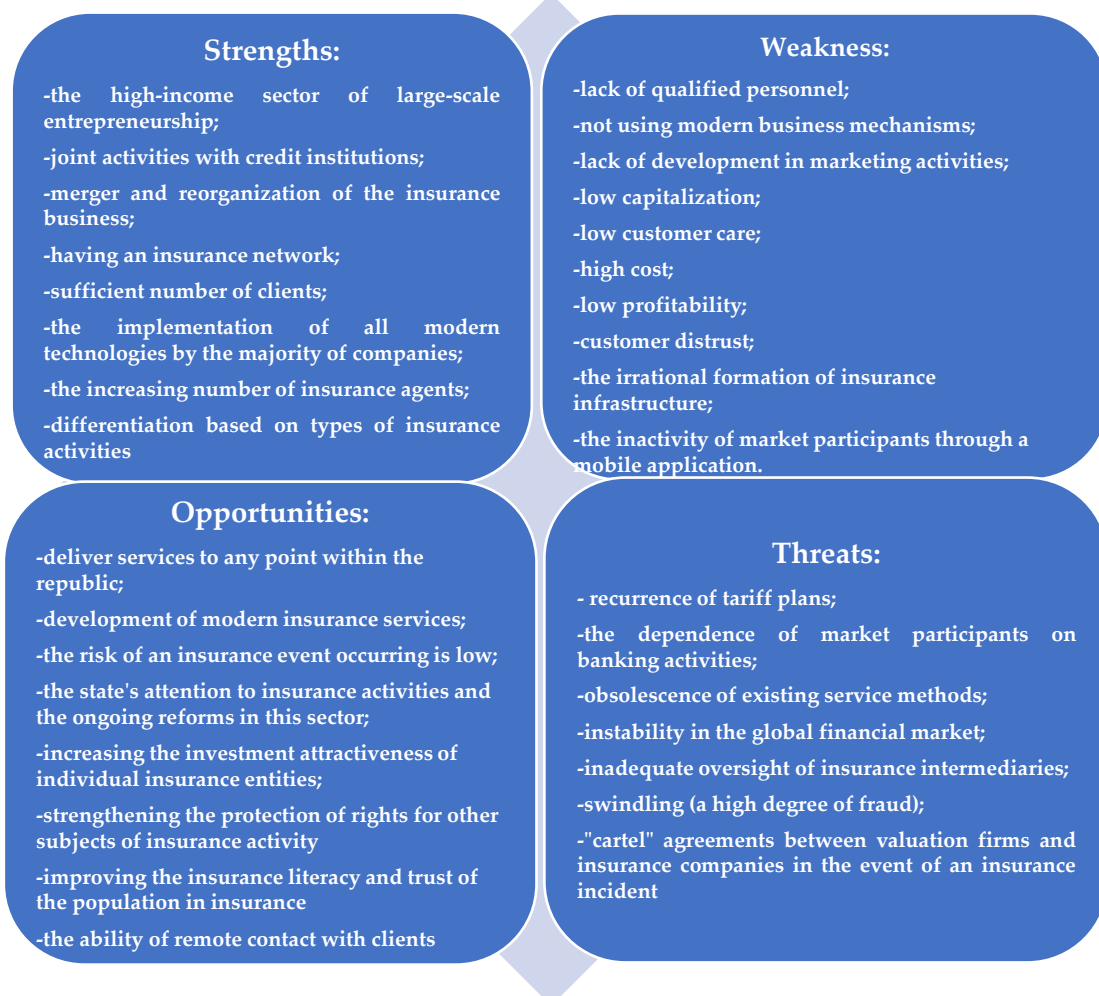 Strengths:
-the high-income sector of large-scale
entrepreneurship;
-joint activities with credit institutions;
-merger and reorganization of the insurance
business;
-having an insurance network;
-sufficient number of clients;
-the implementation of all modern
technologies by the majority of companies;
-the increasing number of insurance agents;
-differentiation based on types of insurance
activities
Weakness:
-lack of qualified personnel;
-not using modern business mechanisms;
-lack of development in marketing activities;
-low capitalization;
-low customer care;
-high cost;
-low profitability;
-customer distrust;
-the irrational formation of insurance
infrastructure;
-the inactivity of market participants through a
mobile application.
Opportunities:
-deliver services to any point within the
republic;
-development of modern insurance services;
-the risk of an insurance event occurring is low;
-the state's attention to insurance activities and
the ongoing reforms in this sector;
-increasing the investment attractiveness of
individual insurance entities;
-strengthening the protection of rights for other
subjects of insurance activity
-improving the insurance literacy and trust of
the population in insurance
-the ability of remote contact with clients
Threats:
- recurrence of tariff plans;
-the dependence of market participants on
banking activities;
-obsolescence of existing service methods;
-instability in the global financial market;
-inadequate oversight of insurance intermediaries;
-swindling (a high degree of fraud);
-"cartel" agreements between valuation firms and
insurance companies in the event of an insurance
incident